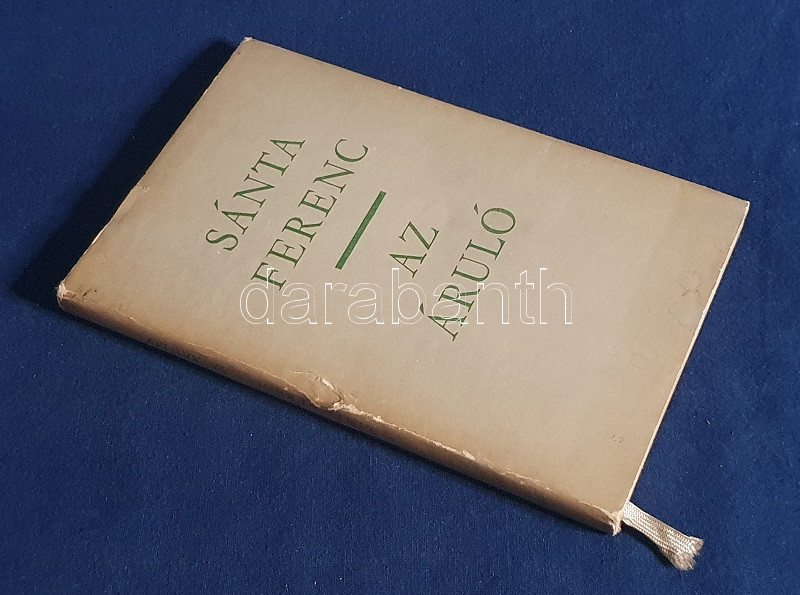 SÁNTA
FERENC
AZ
ÁRULÓ
darabanth